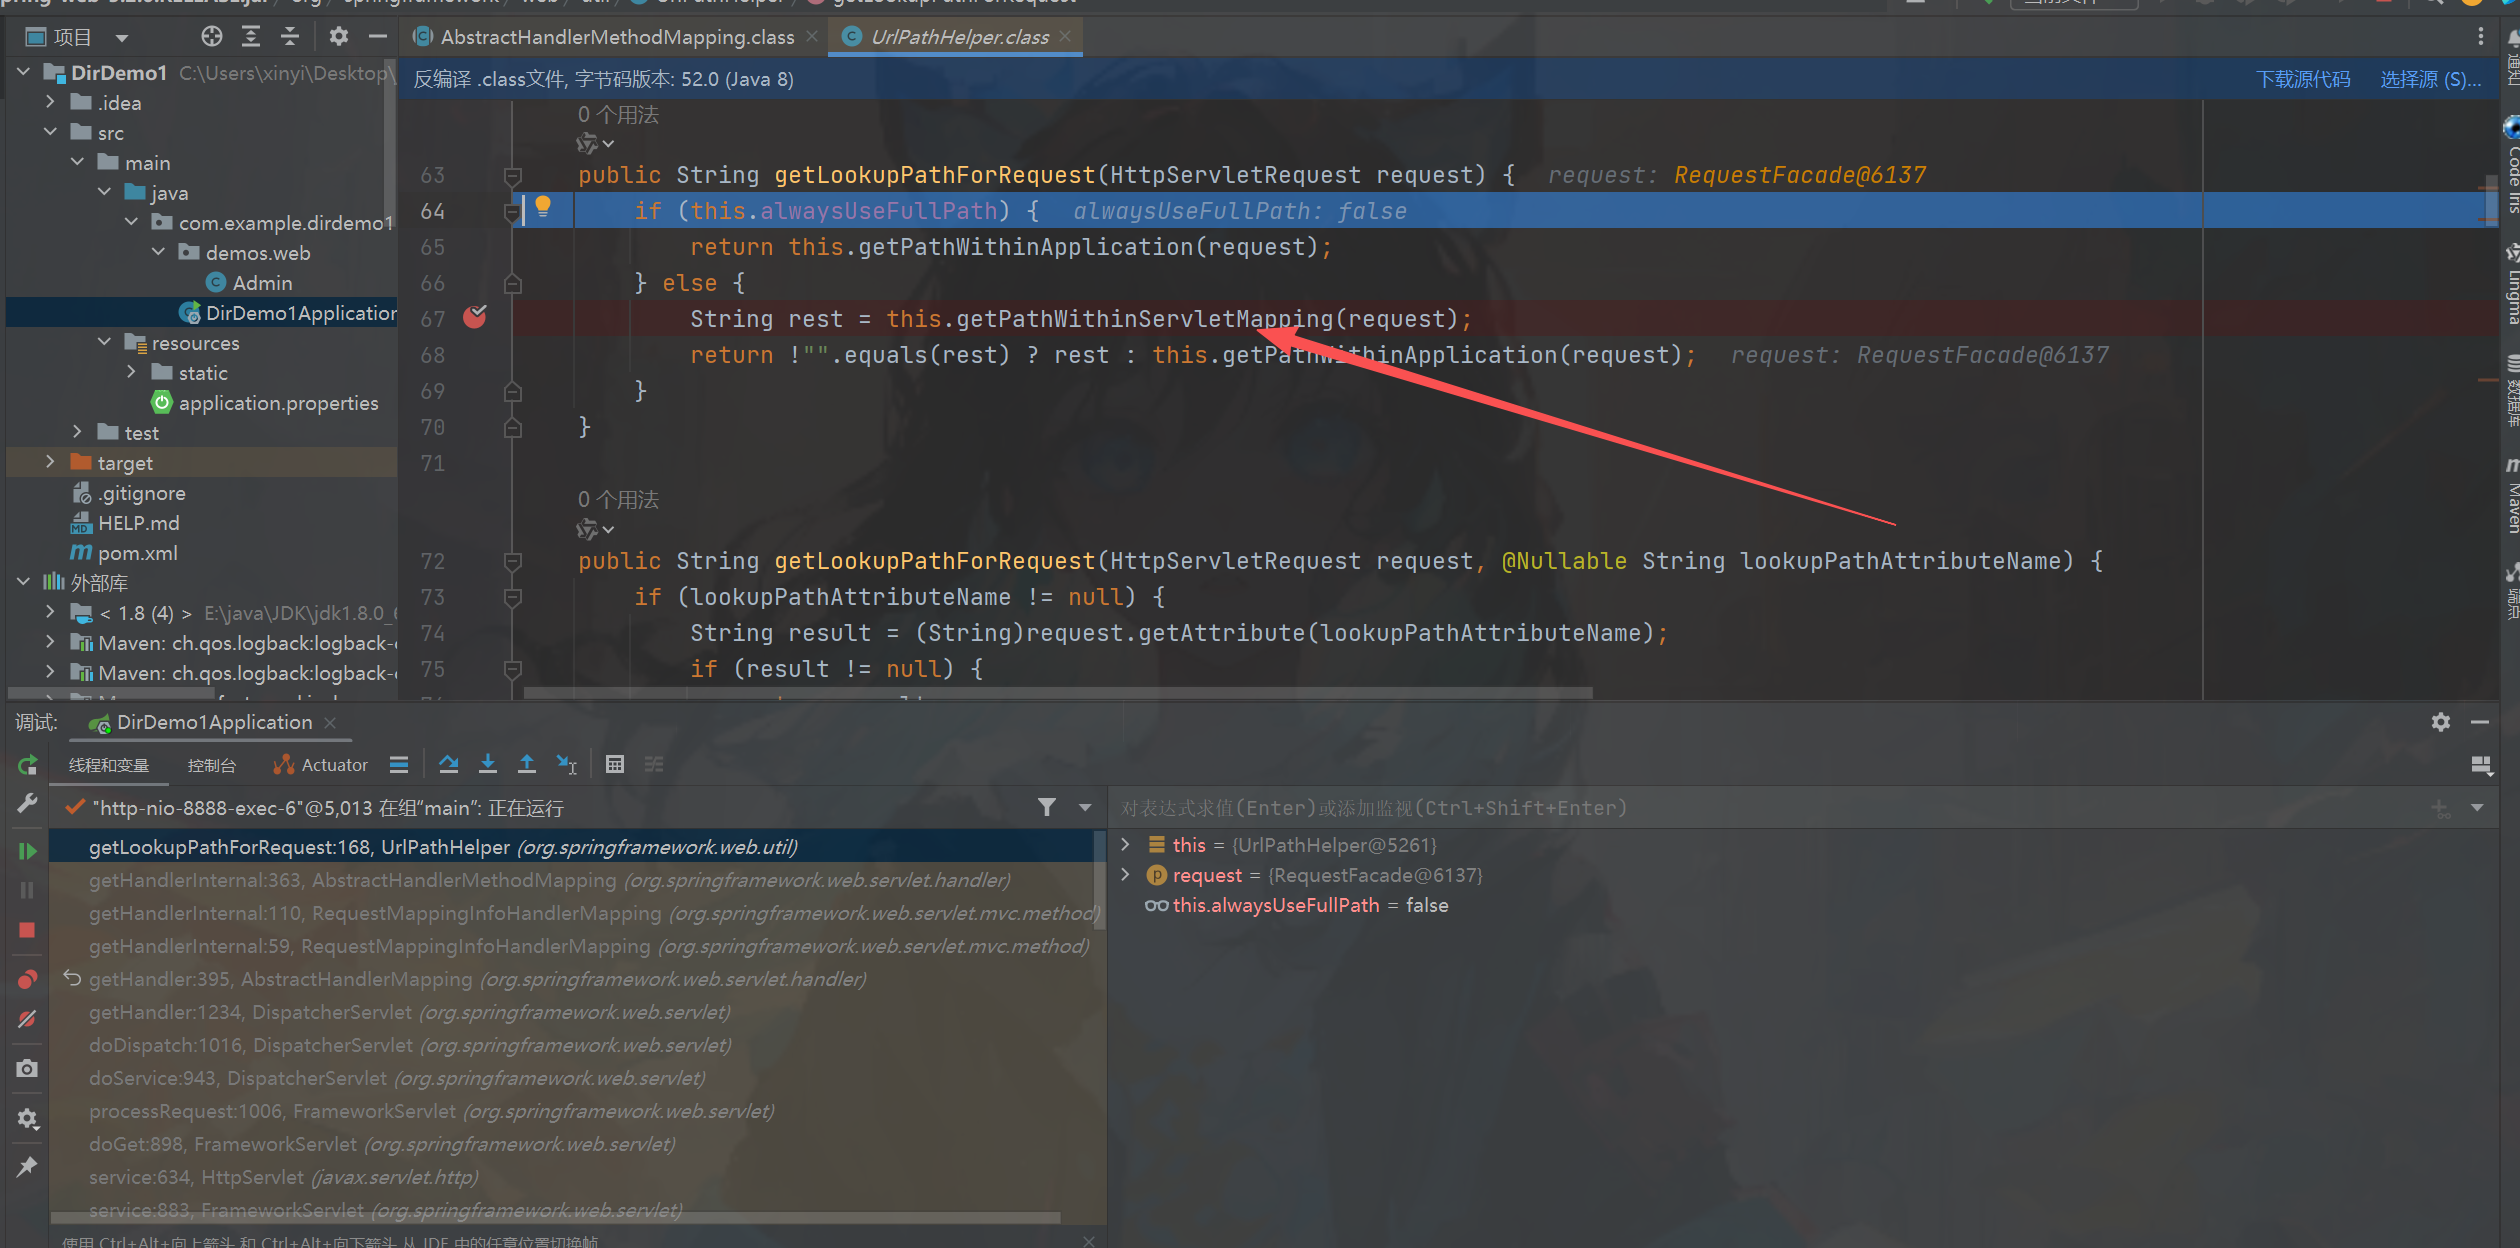 项目
AbstractHandlerMethodMapping.class
UrlPathHelper.class
DirDemo1 C:\Users\xinyi\Desktop\
反编译 .class文件, 字节码版本: 52.0 (Java 8)
下载源代码 选择源 (S)...
.idea
src
main
java
com.example.dirdemo1
demos.web
Admin
DirDemo1Application
resources
static
application.properties
test
target
.gitignore
HELP.md
pom.xml
外部库
< 1.8 (4) > E:\java\JDK\jdk1.8.0_
Maven: ch.qos.logback:logback-
Maven: ch.qos.logback:logback-
0 个用法
63 public String getLookupPathForRequest(HttpServletRequest request) { request: RequestFacade@6137
64 if (this.alwaysUseFullPath) { alwaysUseFullPath: false
65 return this.getPathWithinApplication(request);
66 } else {
67 String rest = this.getPathWithinServletMapping(request);
68 return !"".equals(rest) ? rest : this.getPathWithinApplication(request); request: RequestFacade@6137
69 }
70 }
71
0 个用法
72 public String getLookupPathForRequest(HttpServletRequest request, @Nullable String lookupPathAttributeName) {
73 if (lookupPathAttributeName != null) {
74 String result = (String)request.getAttribute(lookupPathAttributeName);
75 if (result != null) {
通知
Code Iris
Lingma
数据库
Maven
端点
调试: DirDemo1Application
线程和变量 控制台 Actuator
"http-nio-8888-exec-6"@5,013 在组“main”: 正在运行
getLookupPathForRequest:168, UrlPathHelper (org.springframework.web.util)
getHandlerInternal:363, AbstractHandlerMethodMapping (org.springframework.web.servlet.handler)
getHandlerInternal:110, RequestMappingInfoHandlerMapping (org.springframework.web.servlet.mvc.method)
getHandlerInternal:59, RequestMappingInfoHandlerMapping (org.springframework.web.servlet.mvc.method)
getHandler:395, AbstractHandlerMapping (org.springframework.web.servlet.handler)
getHandler:1234, DispatcherServlet (org.springframework.web.servlet)
doDispatch:1016, DispatcherServlet (org.springframework.web.servlet)
doService:943, DispatcherServlet (org.springframework.web.servlet)
processRequest:1006, FrameworkServlet (org.springframework.web.servlet)
doGet:898, FrameworkServlet (org.springframework.web.servlet)
service:634, HttpServlet (javax.servlet.http)
service:883, FrameworkServlet (org.springframework.web.servlet)
使用 Ctrl+Alt+向上箭头 和 Ctrl+Alt+向下箭头 从 IDE 中的任意位置切换帧
对表达式求值(Enter)或添加监视(Ctrl+Shift+Enter)
this = {UrlPathHelper@5261}
request = {RequestFacade@6137}
this.alwaysUseFullPath = false